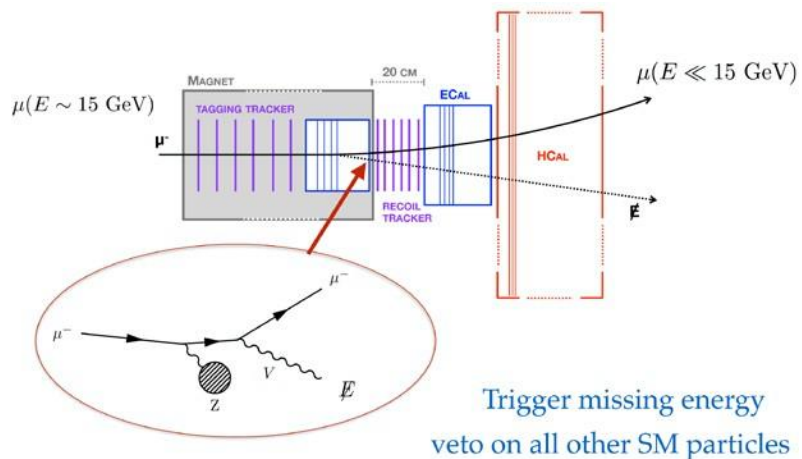 MAGNET
20 CM
μ(E ≪ 15 GeV)
μ(E ∼ 15 GeV)
TAGGING TRACKER
ECAL
μ-
HCAL
RECOIL
TRACKER
E̸
μ⁻
μ⁻
V
E̸
Z
Trigger missing energy
veto on all other SM particles